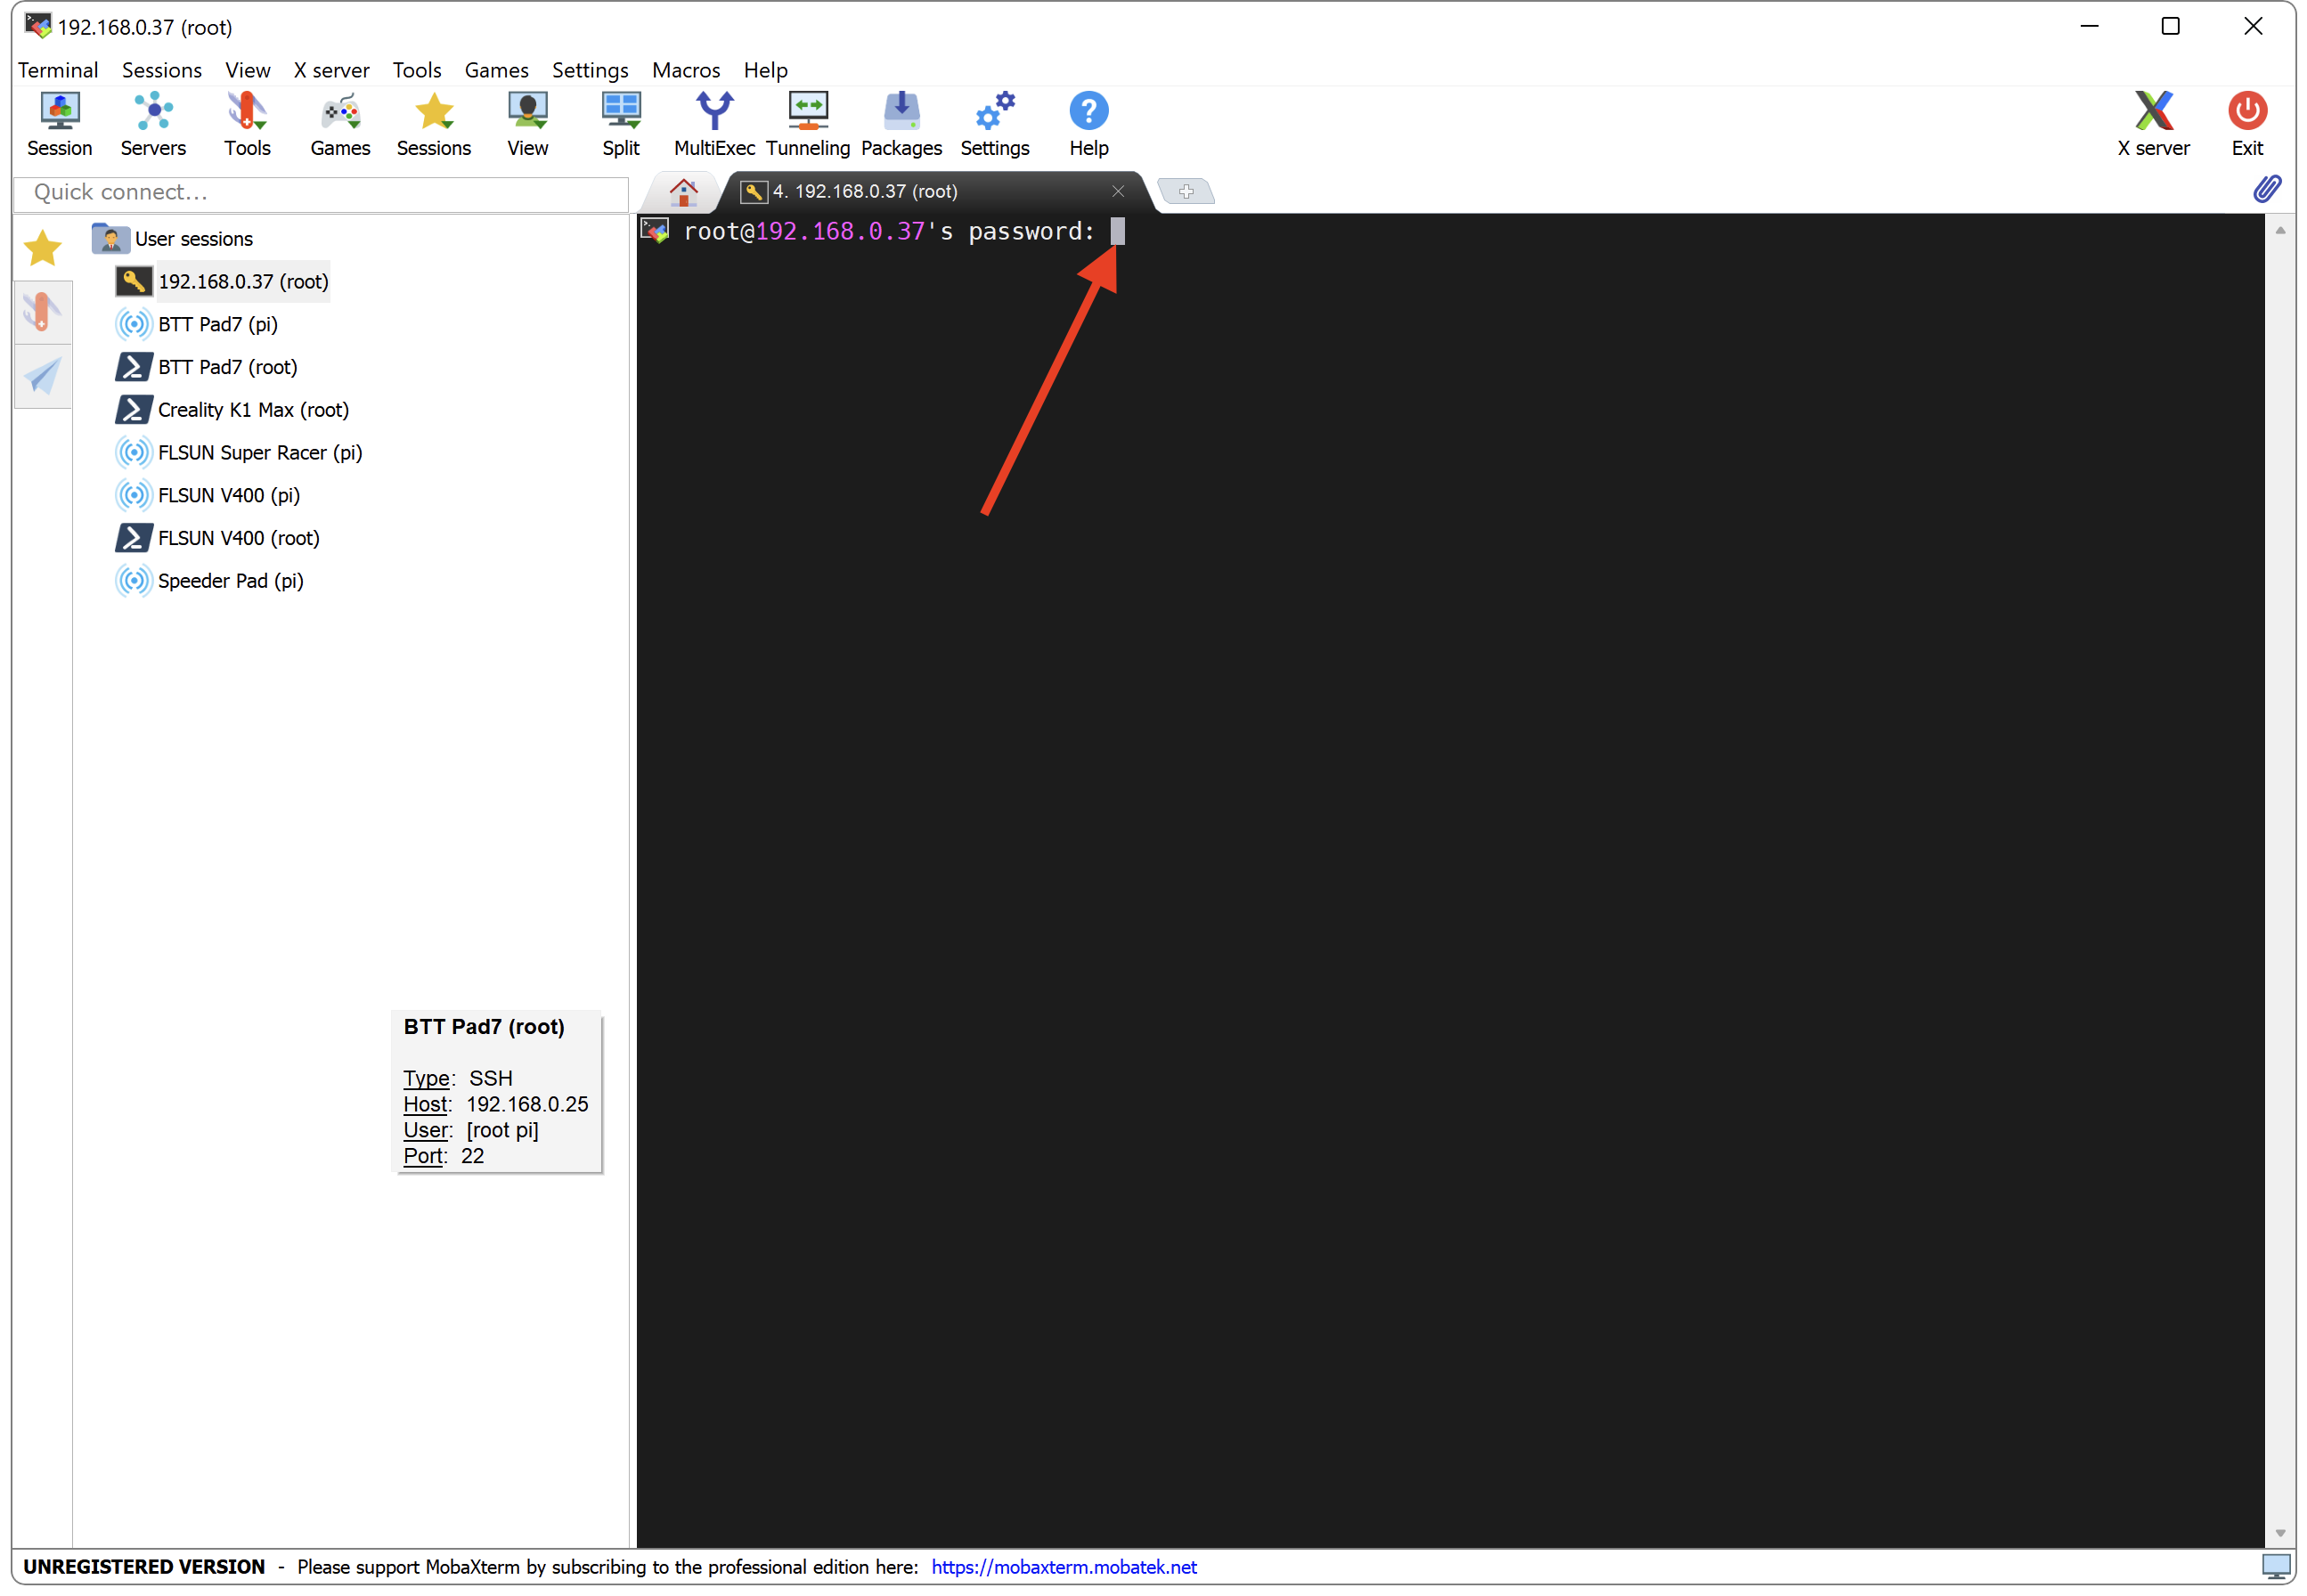 192.168.0.37 (root)
Terminal Sessions View X server Tools Games Settings Macros Help
Session Servers Tools Games Sessions View Split MultiExec Tunneling Packages Settings Help X server Exit
Quick connect...
4. 192.168.0.37 (root)
root@192.168.0.37's password:
User sessions
192.168.0.37 (root)
BTT Pad7 (pi)
BTT Pad7 (root)
Creality K1 Max (root)
FLSUN Super Racer (pi)
FLSUN V400 (pi)
FLSUN V400 (root)
Speeder Pad (pi)
BTT Pad7 (root)
Type: SSH
Host: 192.168.0.25
User: [root pi]
Port: 22
UNREGISTERED VERSION - Please support MobaXterm by subscribing to the professional edition here: https://mobaxterm.mobatek.net